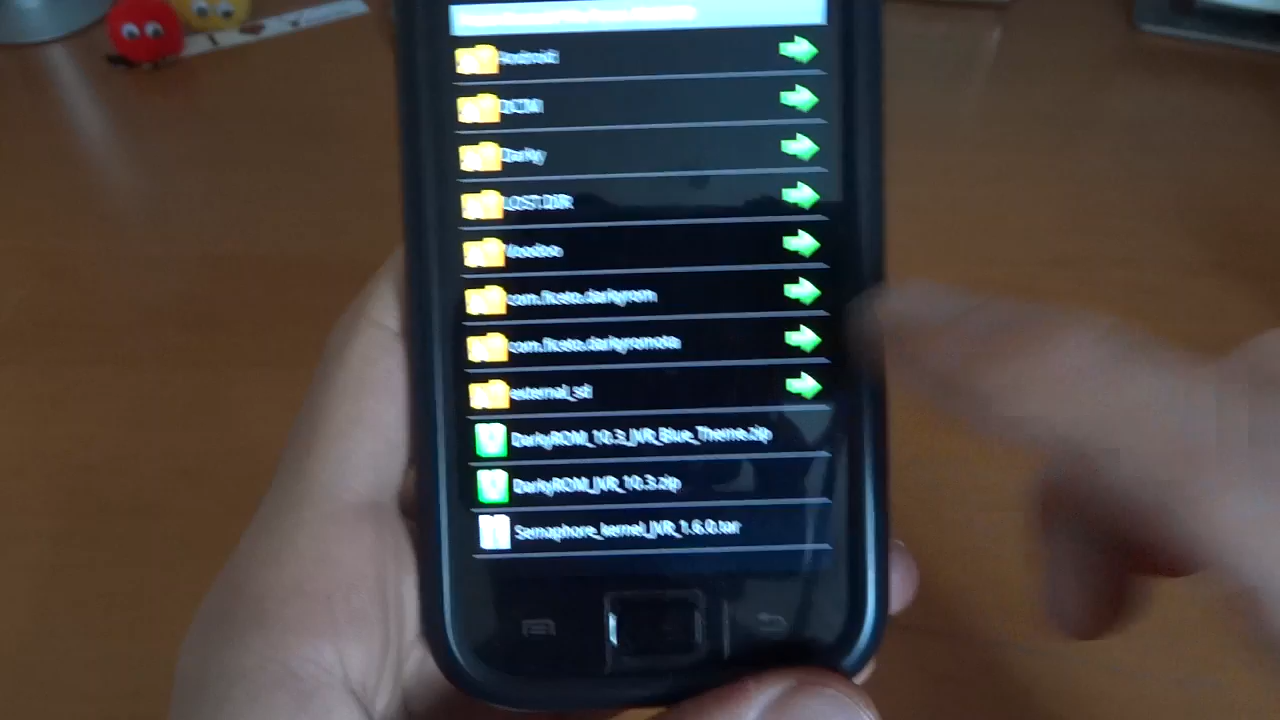 Android
DCIM
Darky
LOST.DIR
Voodoo
com.ficeto.darkyrom
com.ficeto.darkyromota
external_sd
DarkyROM_10.3_JVR_Blue_Theme.zip
DarkyROM_JVR_10.3.zip
Semaphore_kernel_JVR_1.6.0.tar